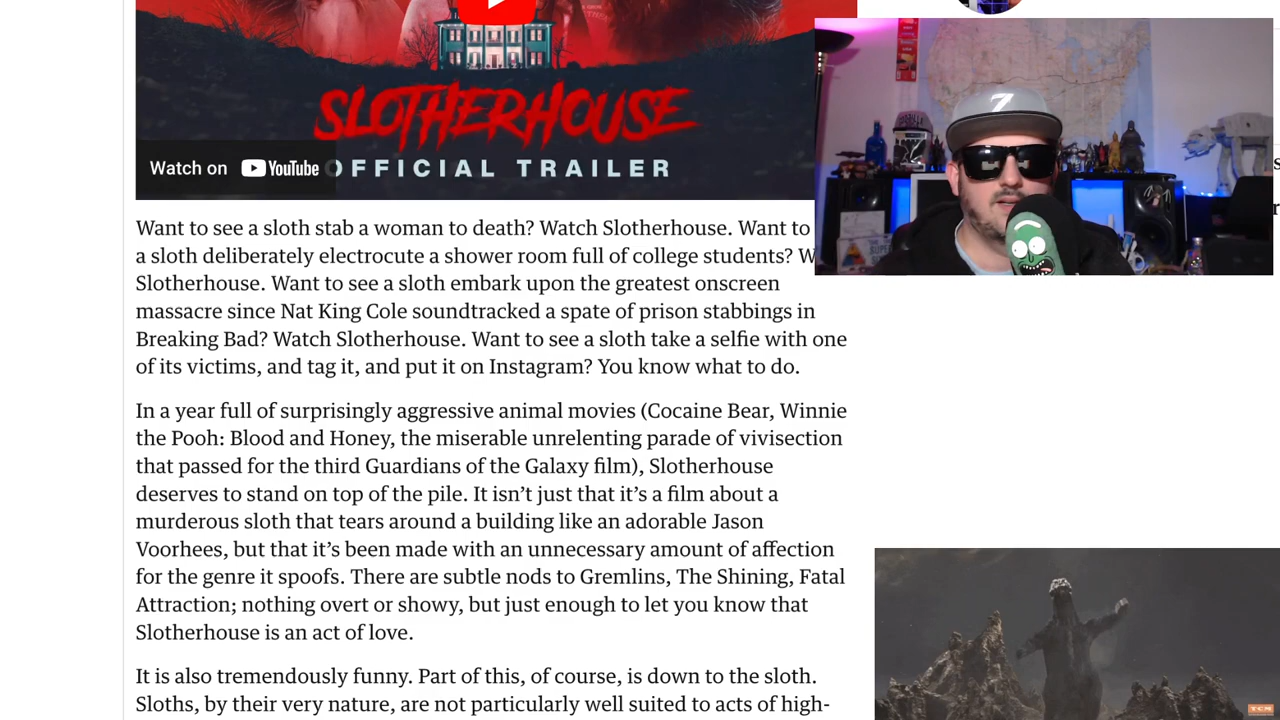 SLOTHERHOUSE
OFFICIAL TRAILER
Watch on YouTube
Want to see a sloth stab a woman to death? Watch Slotherhouse. Want to
a sloth deliberately electrocute a shower room full of college students? W
Slotherhouse. Want to see a sloth embark upon the greatest onscreen
massacre since Nat King Cole soundtracked a spate of prison stabbings in
Breaking Bad? Watch Slotherhouse. Want to see a sloth take a selfie with one
of its victims, and tag it, and put it on Instagram? You know what to do.
In a year full of surprisingly aggressive animal movies (Cocaine Bear, Winnie
the Pooh: Blood and Honey, the miserable unrelenting parade of vivisection
that passed for the third Guardians of the Galaxy film), Slotherhouse
deserves to stand on top of the pile. It isn’t just that it’s a film about a
murderous sloth that tears around a building like an adorable Jason
Voorhees, but that it’s been made with an unnecessary amount of affection
for the genre it spoofs. There are subtle nods to Gremlins, The Shining, Fatal
Attraction; nothing overt or showy, but just enough to let you know that
Slotherhouse is an act of love.
It is also tremendously funny. Part of this, of course, is down to the sloth.
Sloths, by their very nature, are not particularly well suited to acts of high-
TCM